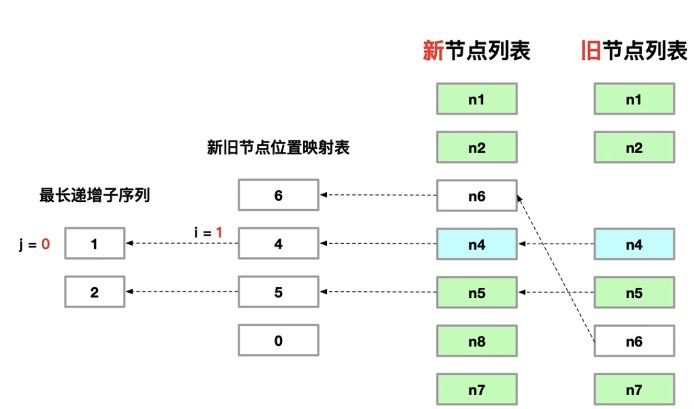 新节点列表
旧节点列表
n1
n1
新旧节点位置映射表
n2
n2
最长递增子序列
6
n6
j = 0
1
i = 1
4
n4
n4
2
5
n5
n5
0
n8
n6
n7
n7